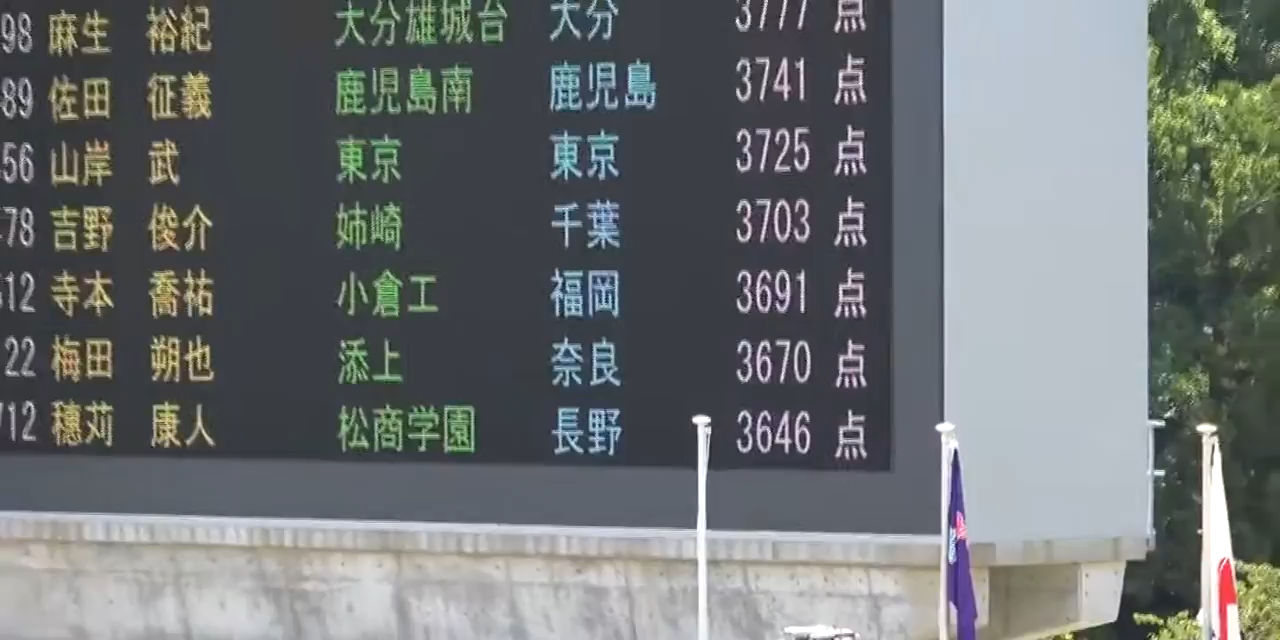 98 麻生 裕紀 大分雄城台 大分 3777 点
89 佐田 征義 鹿児島南 鹿児島 3741 点
56 山岸 武 東京 東京 3725 点
78 吉野 俊介 姉崎 千葉 3703 点
12 寺本 喬祐 小倉工 福岡 3691 点
22 梅田 朔也 添上 奈良 3670 点
712 穂苅 康人 松商学園 長野 3646 点